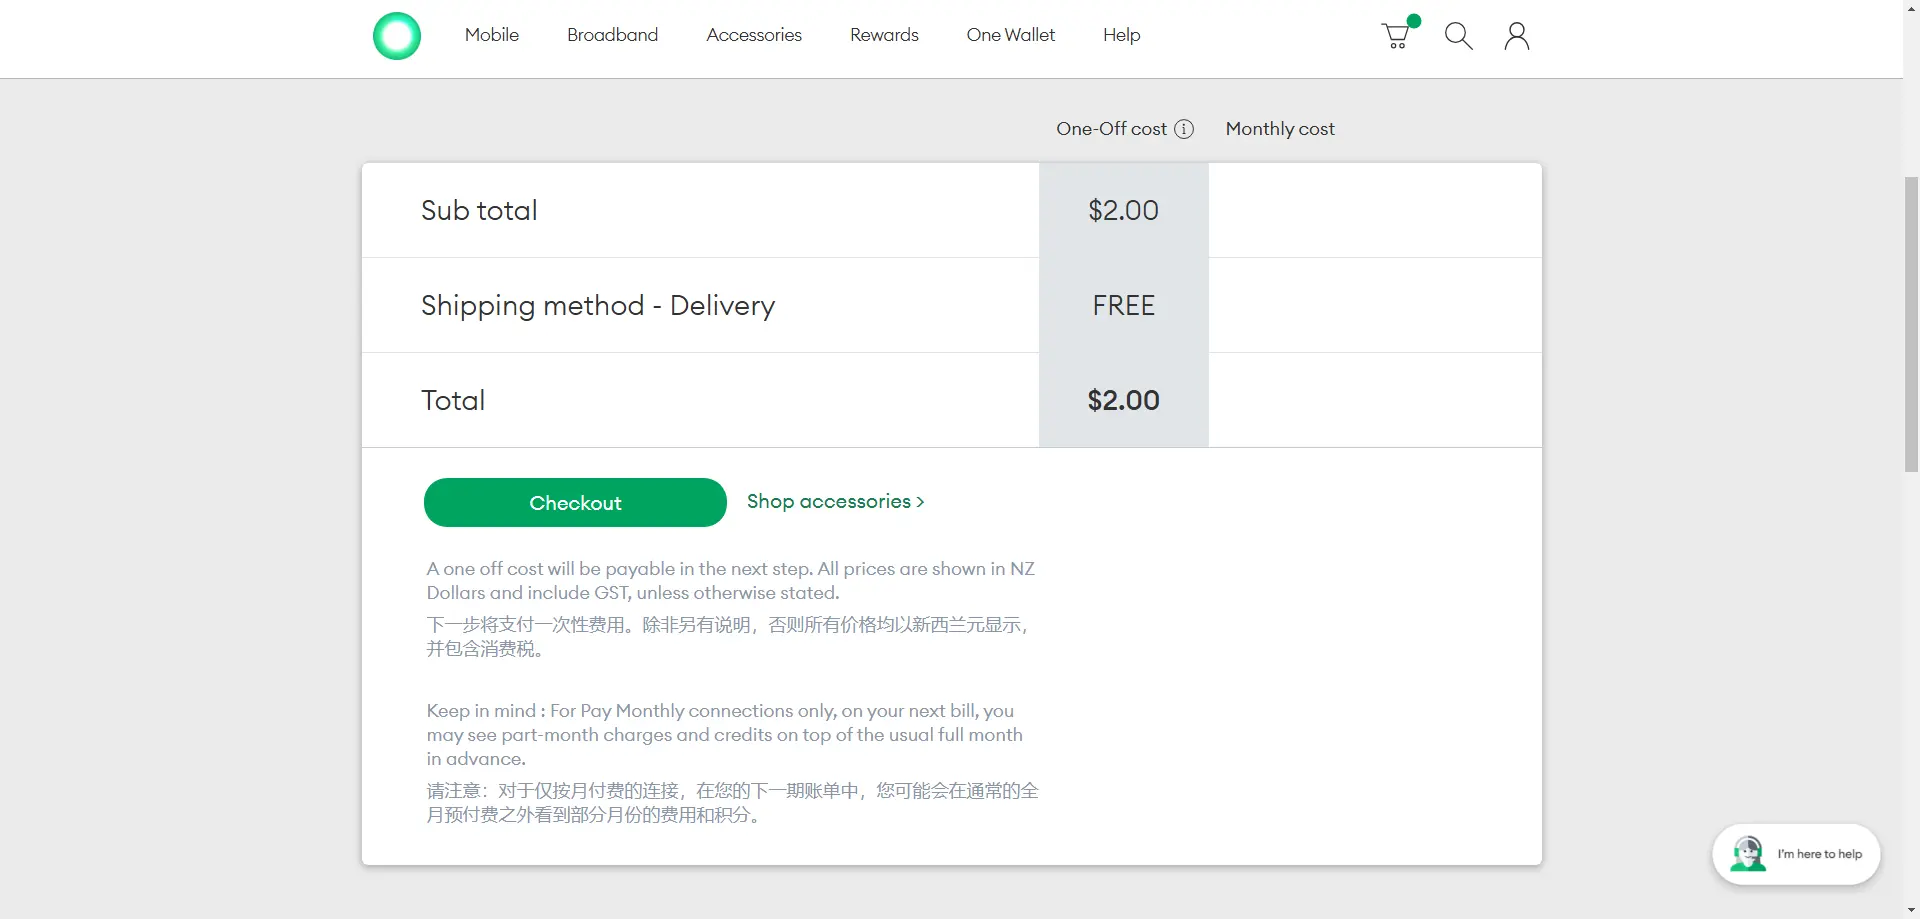 Mobile Broadband Accessories Rewards One Wallet Help
One-Off cost Monthly cost
Sub total $2.00
Shipping method - Delivery FREE
Total $2.00
Checkout Shop accessories >
A one off cost will be payable in the next step. All prices are shown in NZ
Dollars and include GST, unless otherwise stated.
下一步将支付一次性费用。除非另有说明，否则所有价格均以新西兰元显示，
并包含消费税。
Keep in mind : For Pay Monthly connections only, on your next bill, you
may see part-month charges and credits on top of the usual full month
in advance.
请注意：对于仅按月付费的连接，在您的下一期账单中，您可能会在通常的全
月预付费之外看到部分月份的费用和积分。
I'm here to help